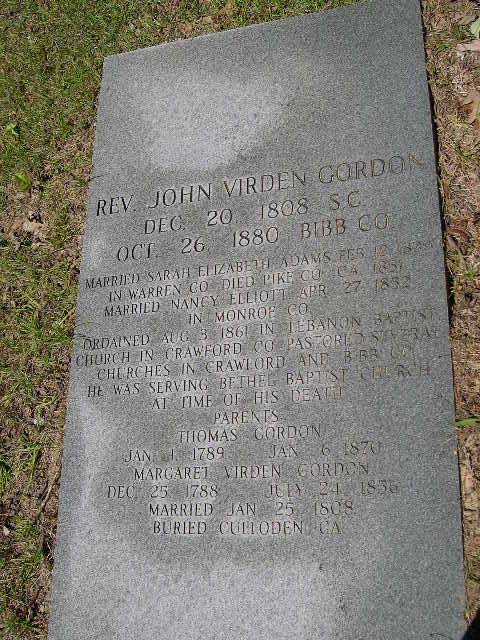 REV. JOHN VIRDEN GORDON
DEC. 20 1808 S.C.
OCT. 26 1880 BIBB CO.
MARRIED SARAH ELIZABETH ADAMS FEB 12
IN WARREN CO. DIED PIKE CO. GA. 1851
MARRIED NANCY ELLIOTT APR. 27 1852
IN MONROE CO.
ORDAINED AUG 3 1861 IN LEBANON BAPTIST
CHURCH IN CRAWFORD CO PASTORED SEVERAL
CHURCHES IN CRAWFORD AND BIBB CO.
HE WAS SERVING BETHEL BAPTIST CHURCH
AT TIME OF HIS DEATH
PARENTS
THOMAS GORDON
JAN. 1. 1789 JAN 6 1870
MARGARET VIRDEN GORDON
DEC. 25 1788 JULY 24 1856
MARRIED JAN 25 1808
BURIED CULLODEN GA.